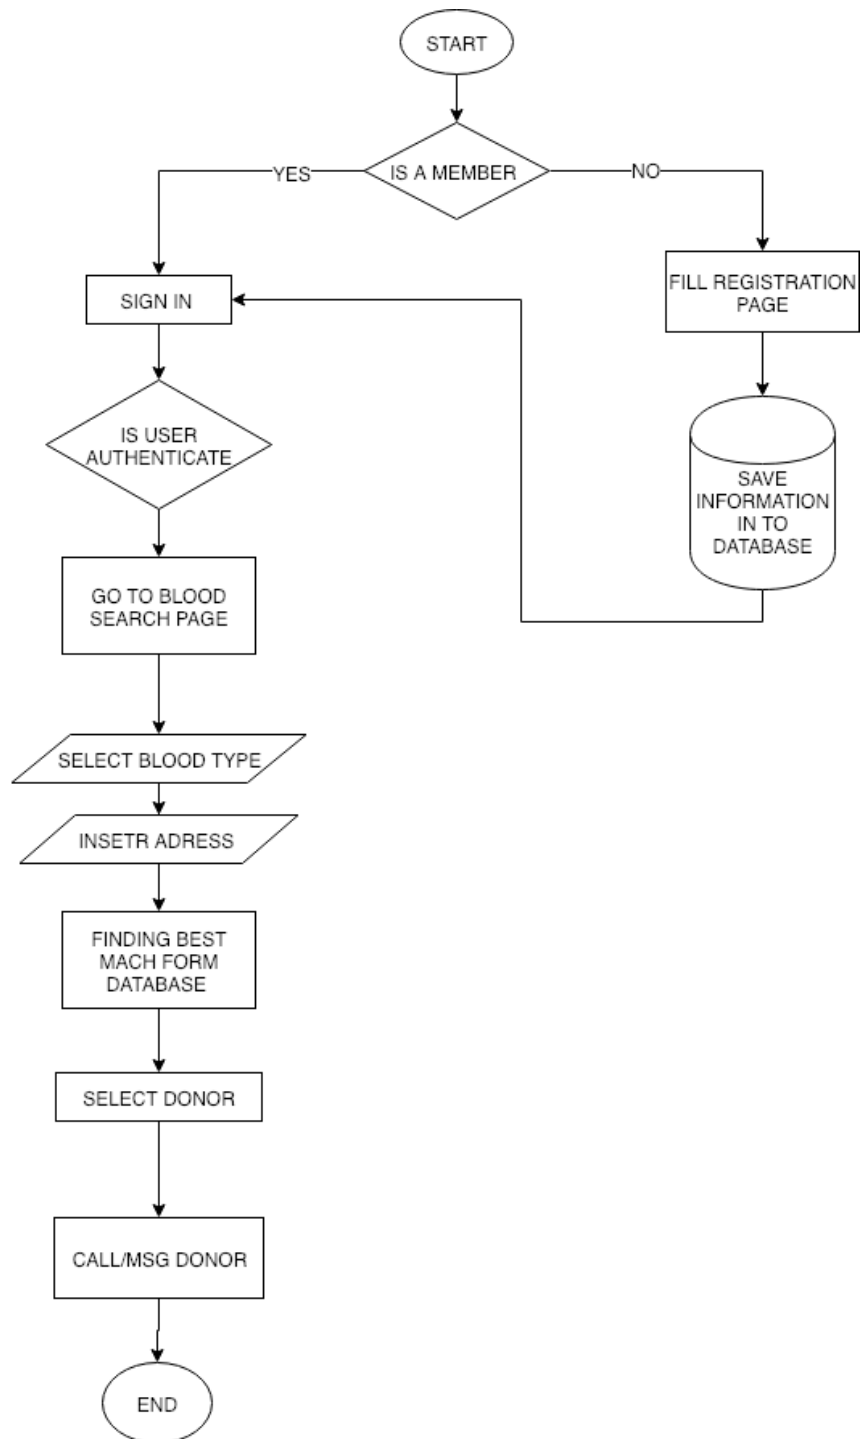 START
IS A MEMBER
YES
NO
SIGN IN
FILL REGISTRATION
PAGE
IS USER
AUTHENTICATE
SAVE
INFORMATION
IN TO
DATABASE
GO TO BLOOD
SEARCH PAGE
SELECT BLOOD TYPE
INSETR ADRESS
FINDING BEST
MACH FORM
DATABASE
SELECT DONOR
CALL/MSG DONOR
END